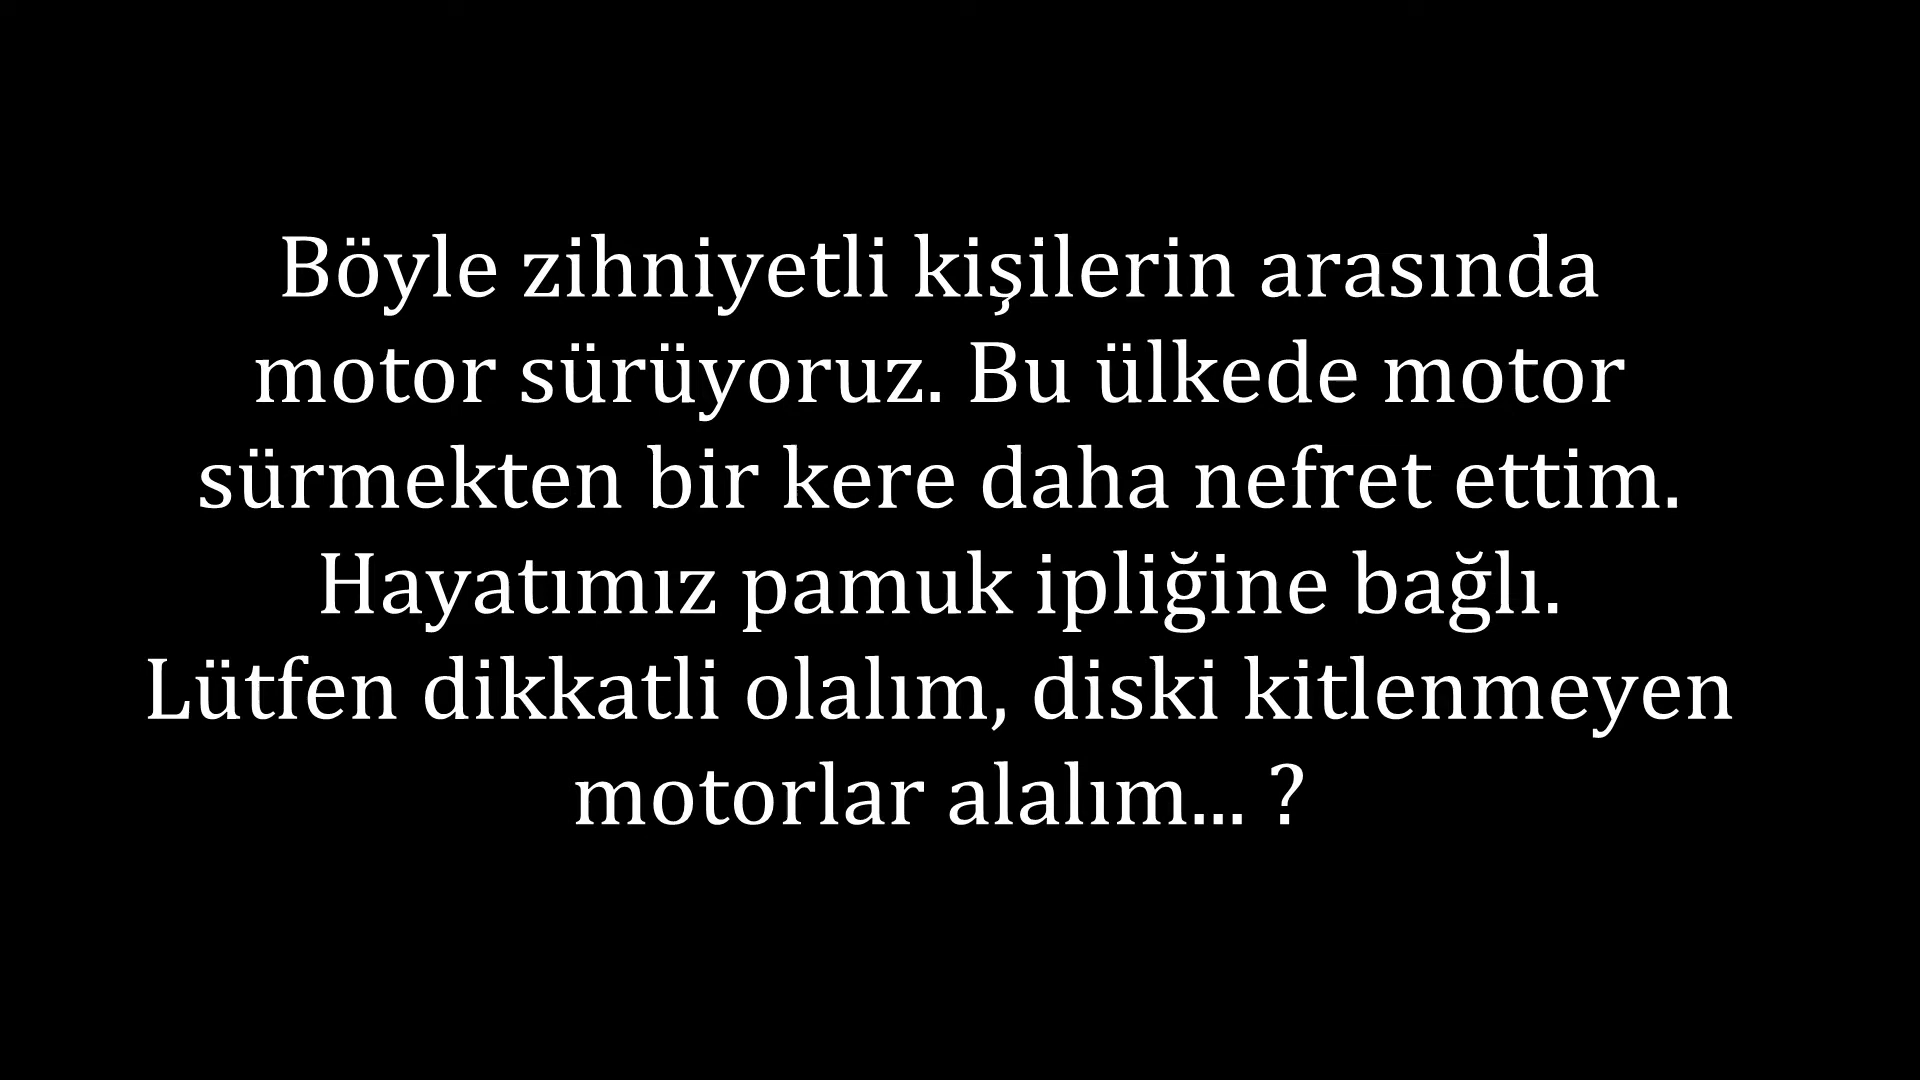 Böyle zihniyetli kişilerin arasında
motor sürüyoruz. Bu ülkede motor
sürmekten bir kere daha nefret ettim.
Hayatımız pamuk ipliğine bağlı.
Lütfen dikkatli olalım, diski kitlenmeyen
motorlar alalım... ?